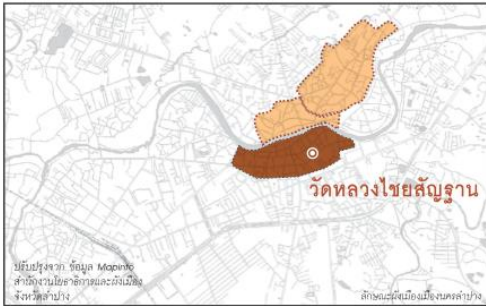 วัดหลวงไชยสัญฐาน
ปรับปรุงจาก ข้อมูล Mapinfo
สำนักงานโยธาธิการและผังเมือง
จังหวัดลำปาง
ลักษณะผังเมืองเมืองนครลำปาง